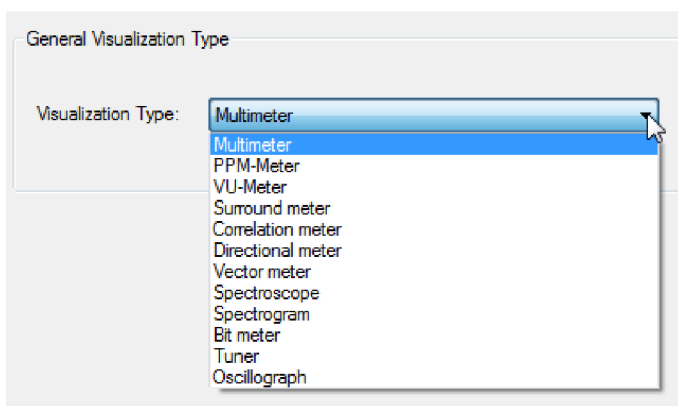 General Visualization Type
Visualization Type: Multimeter
Multimeter
PPM-Meter
VU-Meter
Surround meter
Correlation meter
Directional meter
Vector meter
Spectroscope
Spectrogram
Bit meter
Tuner
Oscillograph